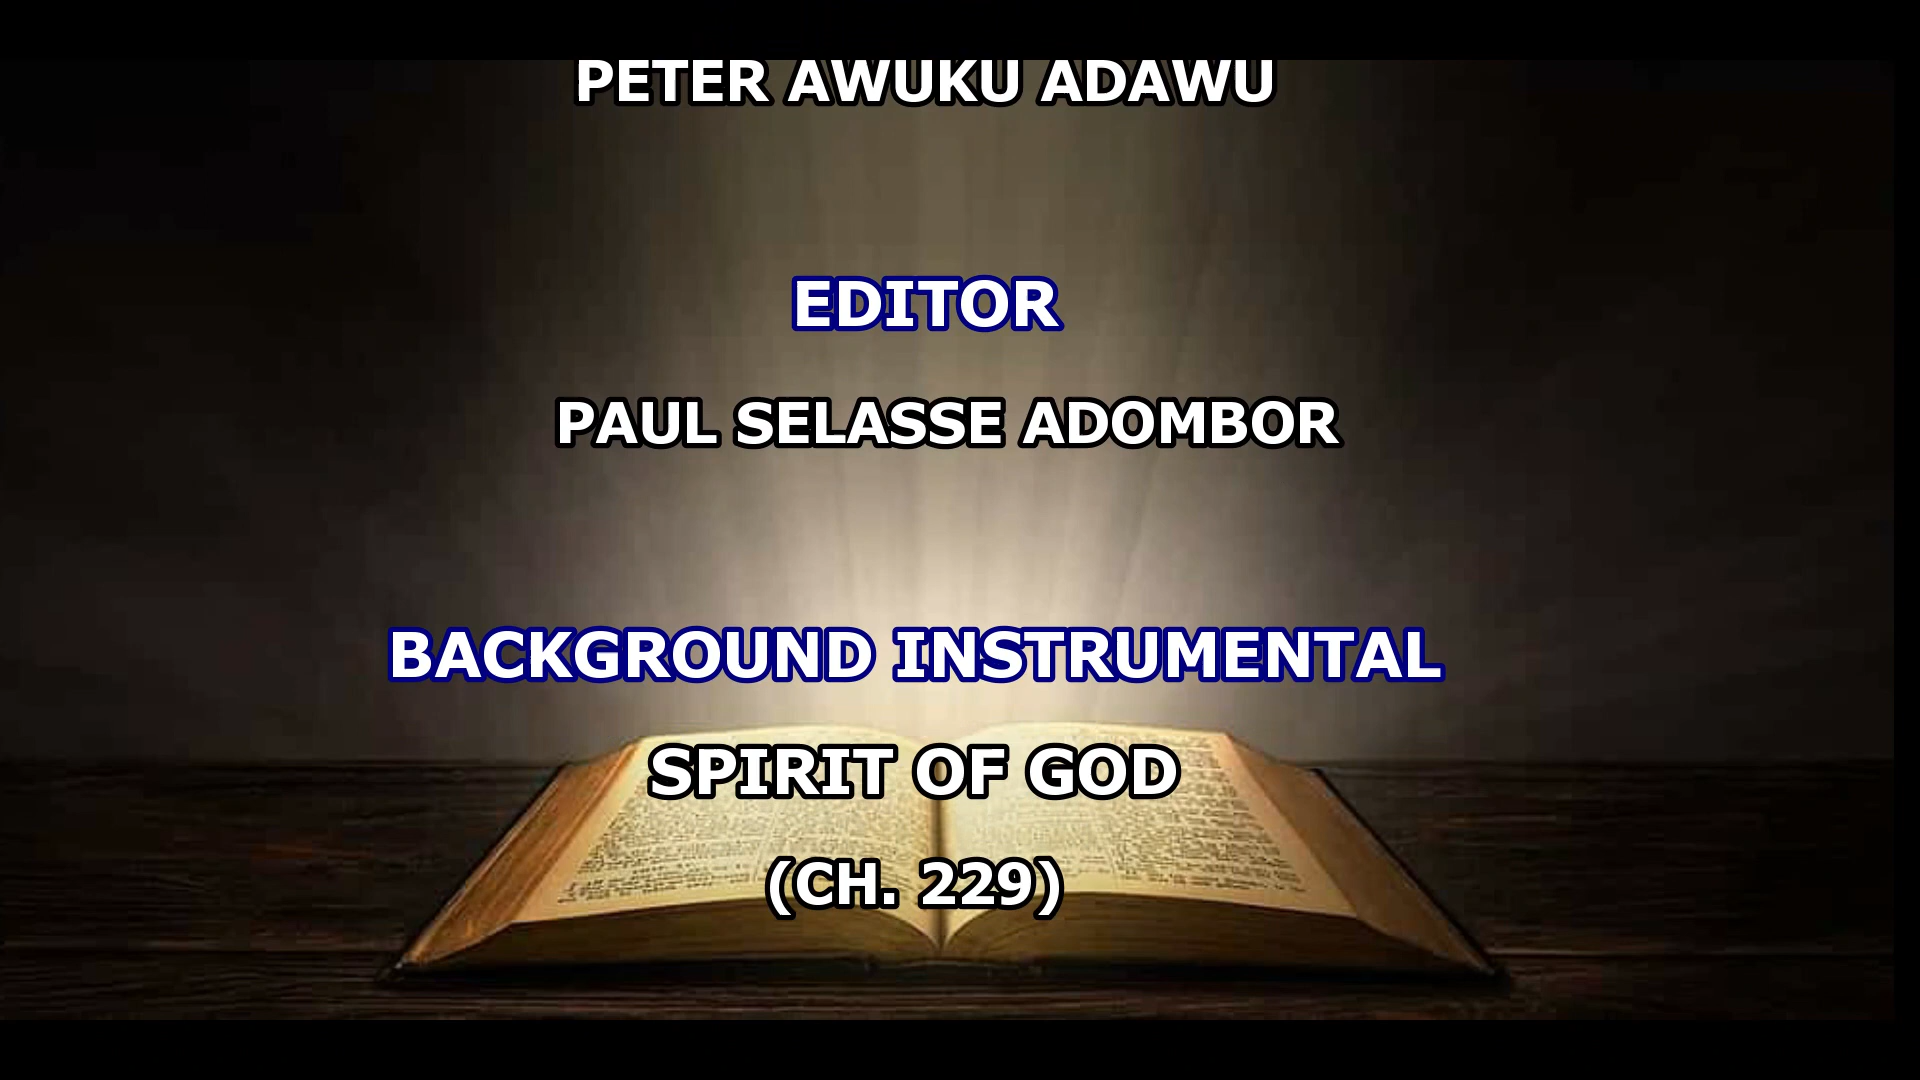 PETER AWUKU ADAWU
EDITOR
PAUL SELASSE ADOMBOR
BACKGROUND INSTRUMENTAL
SPIRIT OF GOD
(CH. 229)